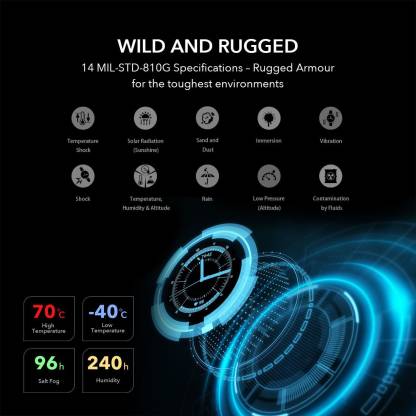 WILD AND RUGGED
14 MIL-STD-810G Specifications – Rugged Armour
for the toughest environments
Temperature
Shock
Solar Radiation
(Sunshine)
Sand and
Dust
Immersion
Vibration
Shock
Temperature,
Humidity & Altitude
Rain
Low Pressure
(Altitude)
Contamination
by Fluids
70°C
High
Temperature
-40°C
Low
Temperature
96h
Salt Fog
240h
Humidity